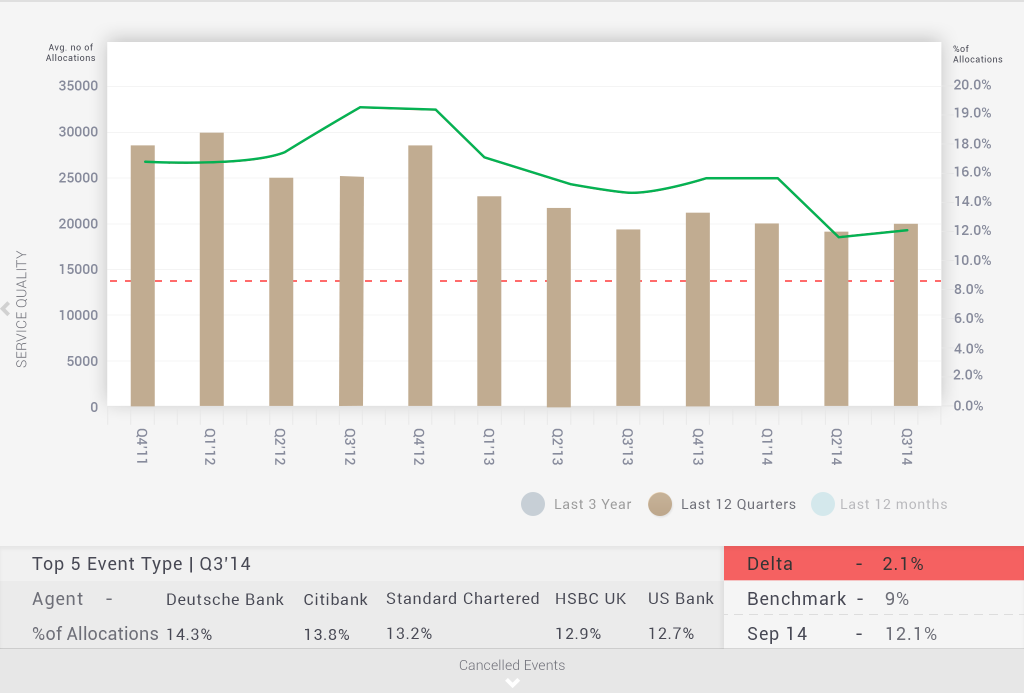 Avg. no of
Allocations
%of
Allocations
35000
30000
25000
20000
15000
10000
5000
0
20.0%
19.0%
18.0%
16.0%
14.0%
12.0%
10.0%
8.0%
6.0%
4.0%
2.0%
0.0%
SERVICE QUALITY
Q4'11
Q1'12
Q2'12
Q3'12
Q4'12
Q1'13
Q2'13
Q3'13
Q4'13
Q1'14
Q2'14
Q3'14
Last 3 Year
Last 12 Quarters
Last 12 months
Top 5 Event Type | Q3'14
Agent - Deutsche Bank Citibank Standard Chartered HSBC UK US Bank
%of Allocations 14.3% 13.8% 13.2% 12.9% 12.7%
Delta - 2.1%
Benchmark - 9%
Sep 14 - 12.1%
Cancelled Events